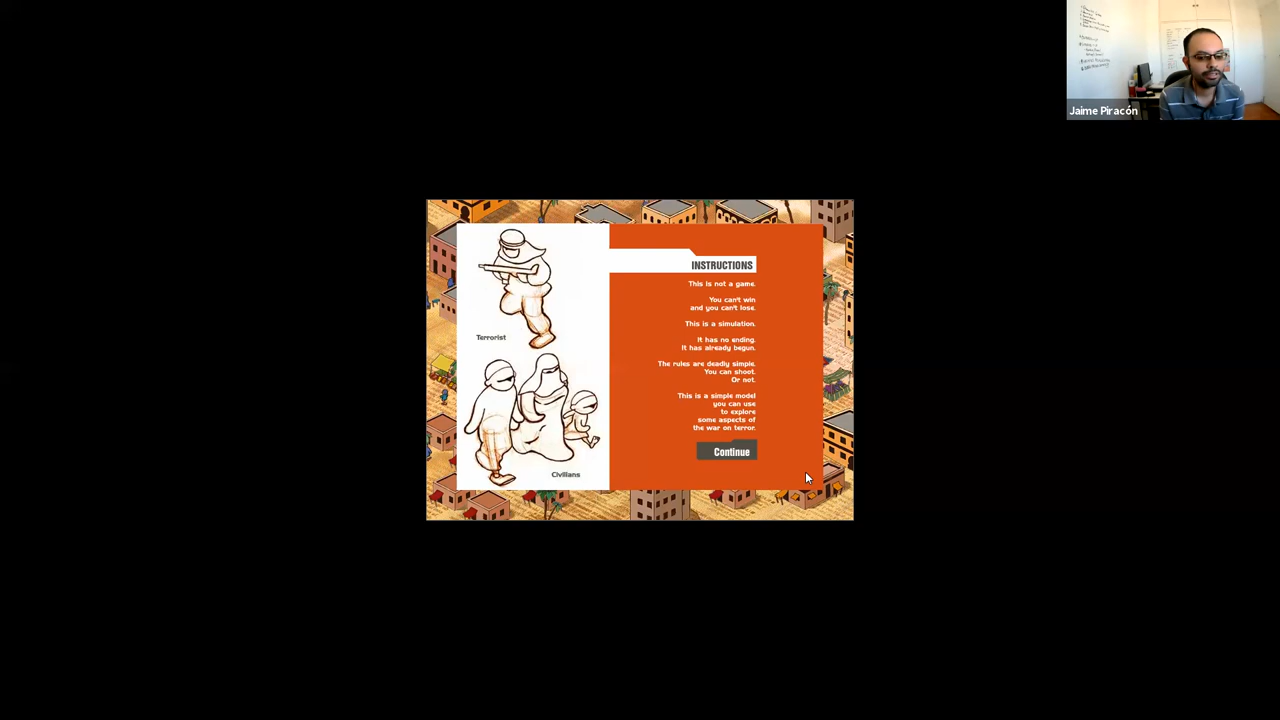 Jaime Piracón
INSTRUCTIONS
This is not a game.
You can't win
and you can't lose.
This is a simulation.
It has no ending.
It has already begun.
The rules are deadly simple.
You can shoot.
Or not.
This is a simple model
you can use
to explore
some aspects of
the war on terror.
Continue
Terrorist
Civilians